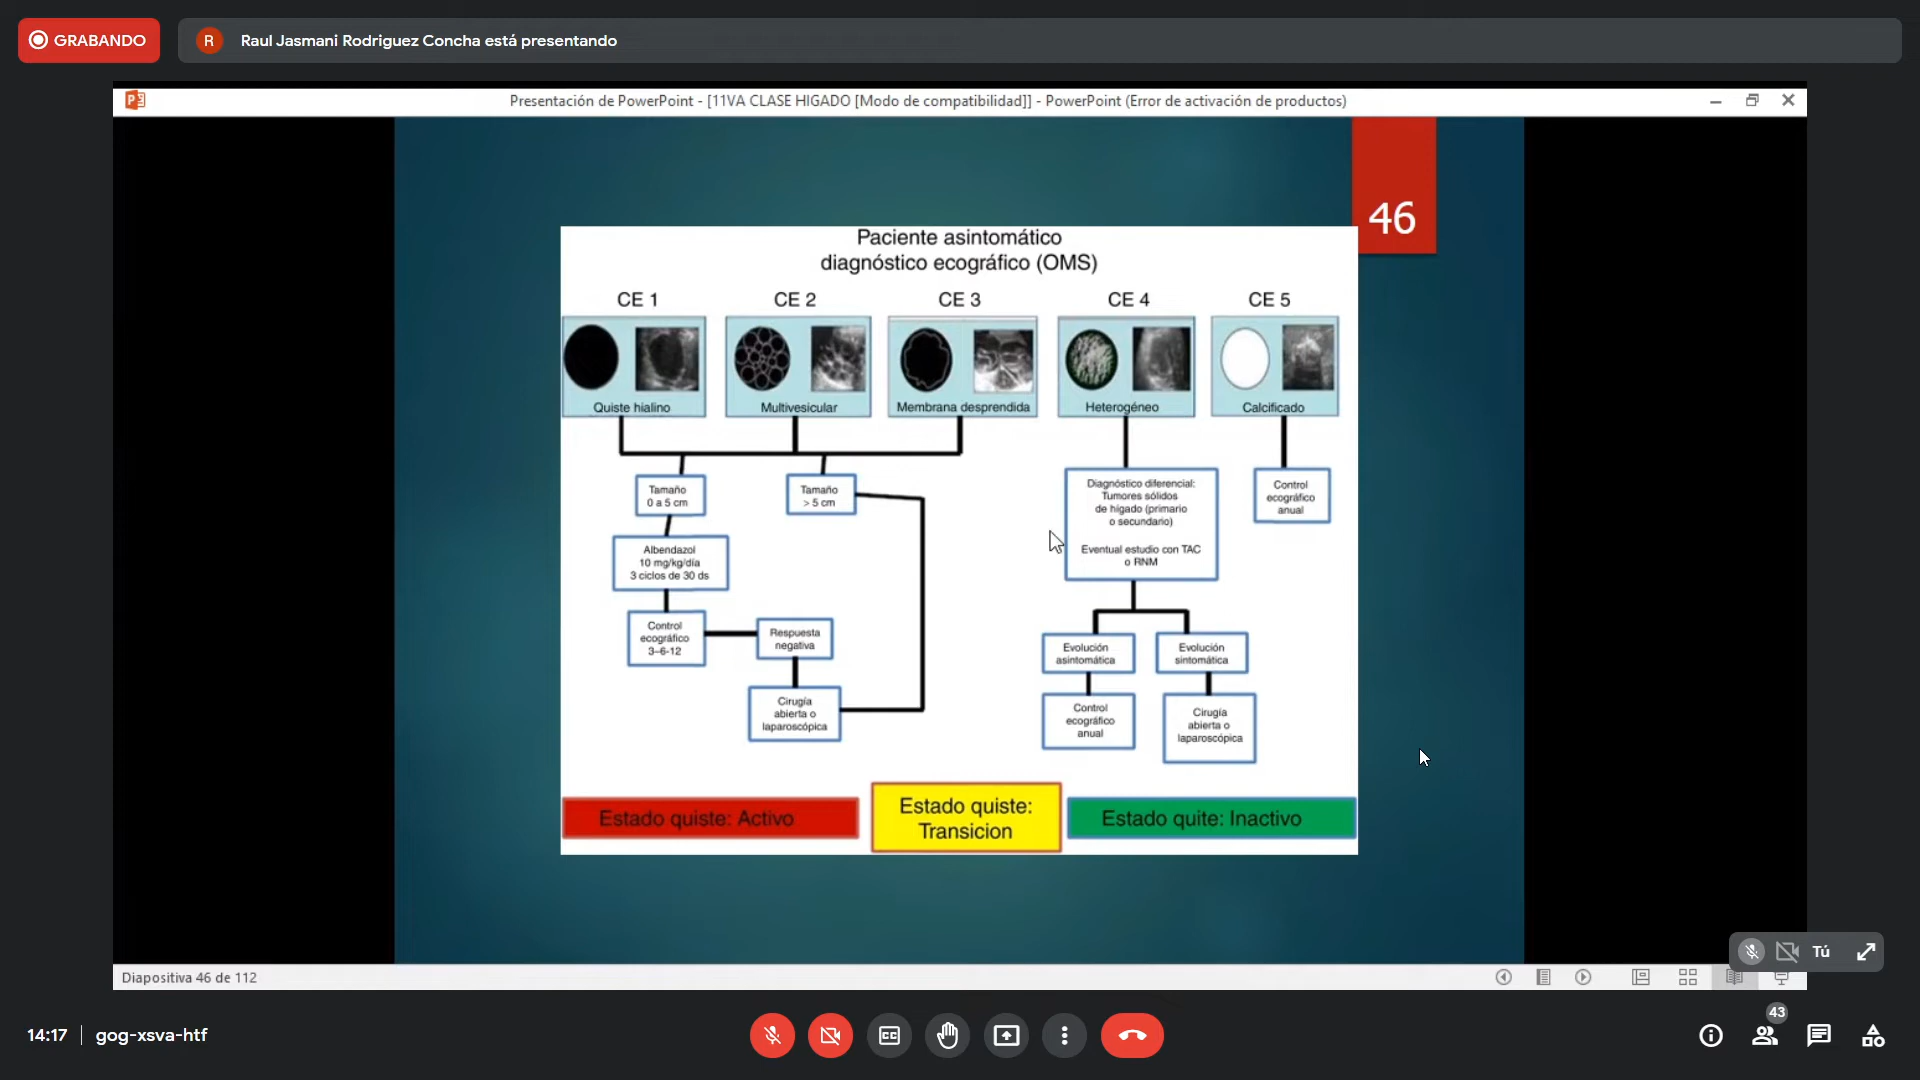 GRABANDO
R
Raul Jasmani Rodriguez Concha está presentando
Presentación de PowerPoint - [11VA CLASE HIGADO [Modo de compatibilidad]] - PowerPoint (Error de activación de productos)
46
Paciente asintomático
diagnóstico ecográfico (OMS)
CE 1
CE 2
CE 3
CE 4
CE 5
Quiste hialino
Multivesicular
Membrana desprendida
Heterogéneo
Calcificado
Tamaño
0 a 5 cm
Tamaño
> 5 cm
Diagnóstico diferencial:
Tumores sólidos
de hígado (primario
o secundario)
Eventual estudio con TAC
o RNM
Control
ecográfico
anual
Albendazol
10 mg/kg/día
3 ciclos de 30 ds
Control
ecográfico
3–6-12
Respuesta
negativa
Cirugía
abierta o
laparoscópica
Evolución
asintomática
Evolución
sintomática
Control
ecográfico
anual
Cirugía
abierta o
laparoscópica
Estado quiste: Activo
Estado quiste:
Transicion
Estado quite: Inactivo
Tú
Diapositiva 46 de 112
14:17
gog-xsva-htf
43